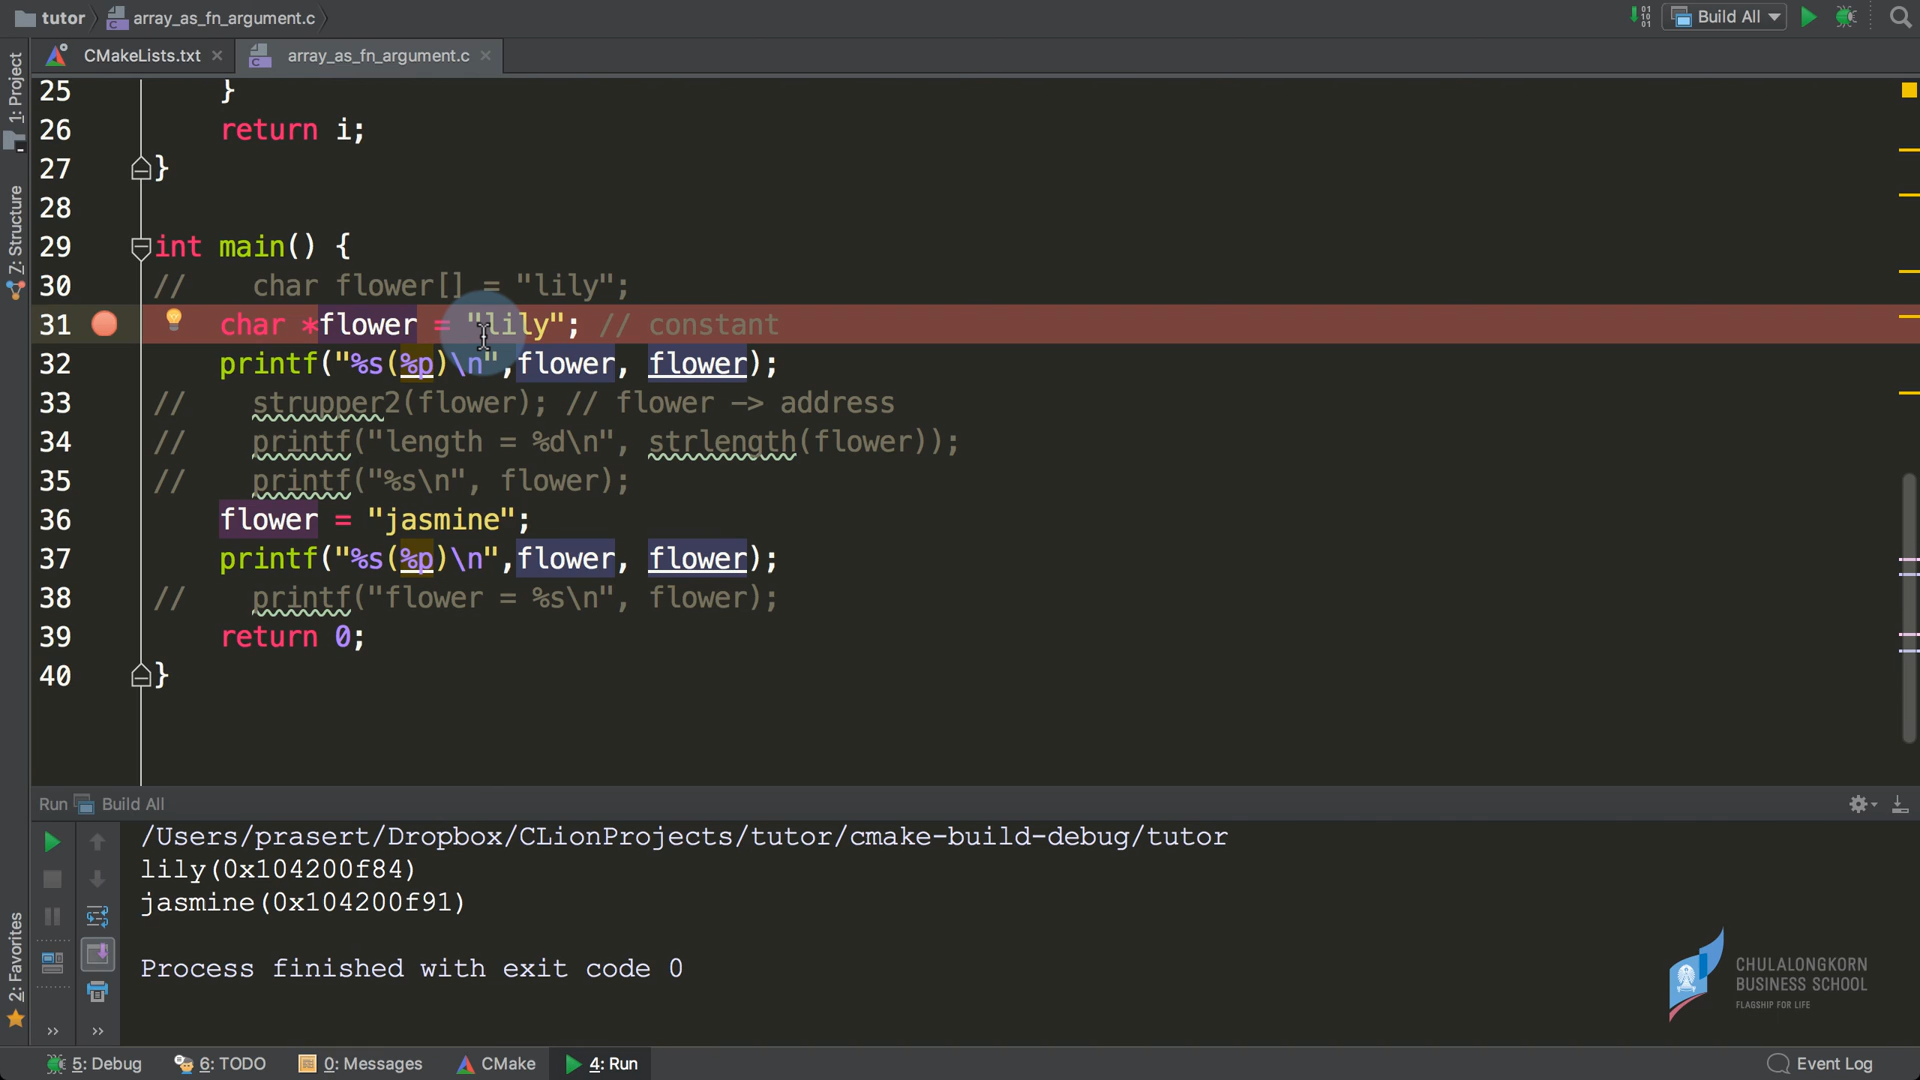 tutor array_as_fn_argument.c
Build All
CMakeLists.txt array_as_fn_argument.c
1: Project
Z: Structure
2: Favorites
25 }
26 return i;
27 }
28
29 int main() {
30 // char flower[] = "lily";
31 char *flower = "lily"; // constant
32 printf("%s(%p)\n",flower, flower);
33 // strupper2(flower); // flower -> address
34 // printf("length = %d\n", strlength(flower));
35 // printf("%s\n", flower);
36 flower = "jasmine";
37 printf("%s(%p)\n",flower, flower);
38 // printf("flower = %s\n", flower);
39 return 0;
40 }
Run Build All
/Users/prasert/Dropbox/CLionProjects/tutor/cmake-build-debug/tutor
lily(0x104200f84)
jasmine(0x104200f91)
Process finished with exit code 0
CHULALONGKORN
BUSINESS SCHOOL
FLAGSHIP FOR LIFE
5: Debug 6: TODO 0: Messages CMake 4: Run Event Log